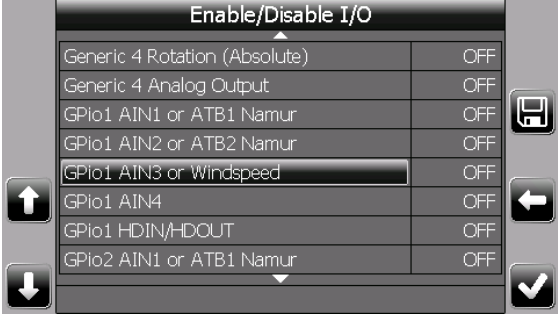 Enable/Disable I/O
Generic 4 Rotation (Absolute) OFF
Generic 4 Analog Output OFF
GPio1 AIN1 or ATB1 Namur OFF
GPio1 AIN2 or ATB2 Namur OFF
GPio1 AIN3 or Windspeed OFF
GPio1 AIN4 OFF
GPio1 HDIN/HDOUT OFF
GPio2 AIN1 or ATB1 Namur OFF